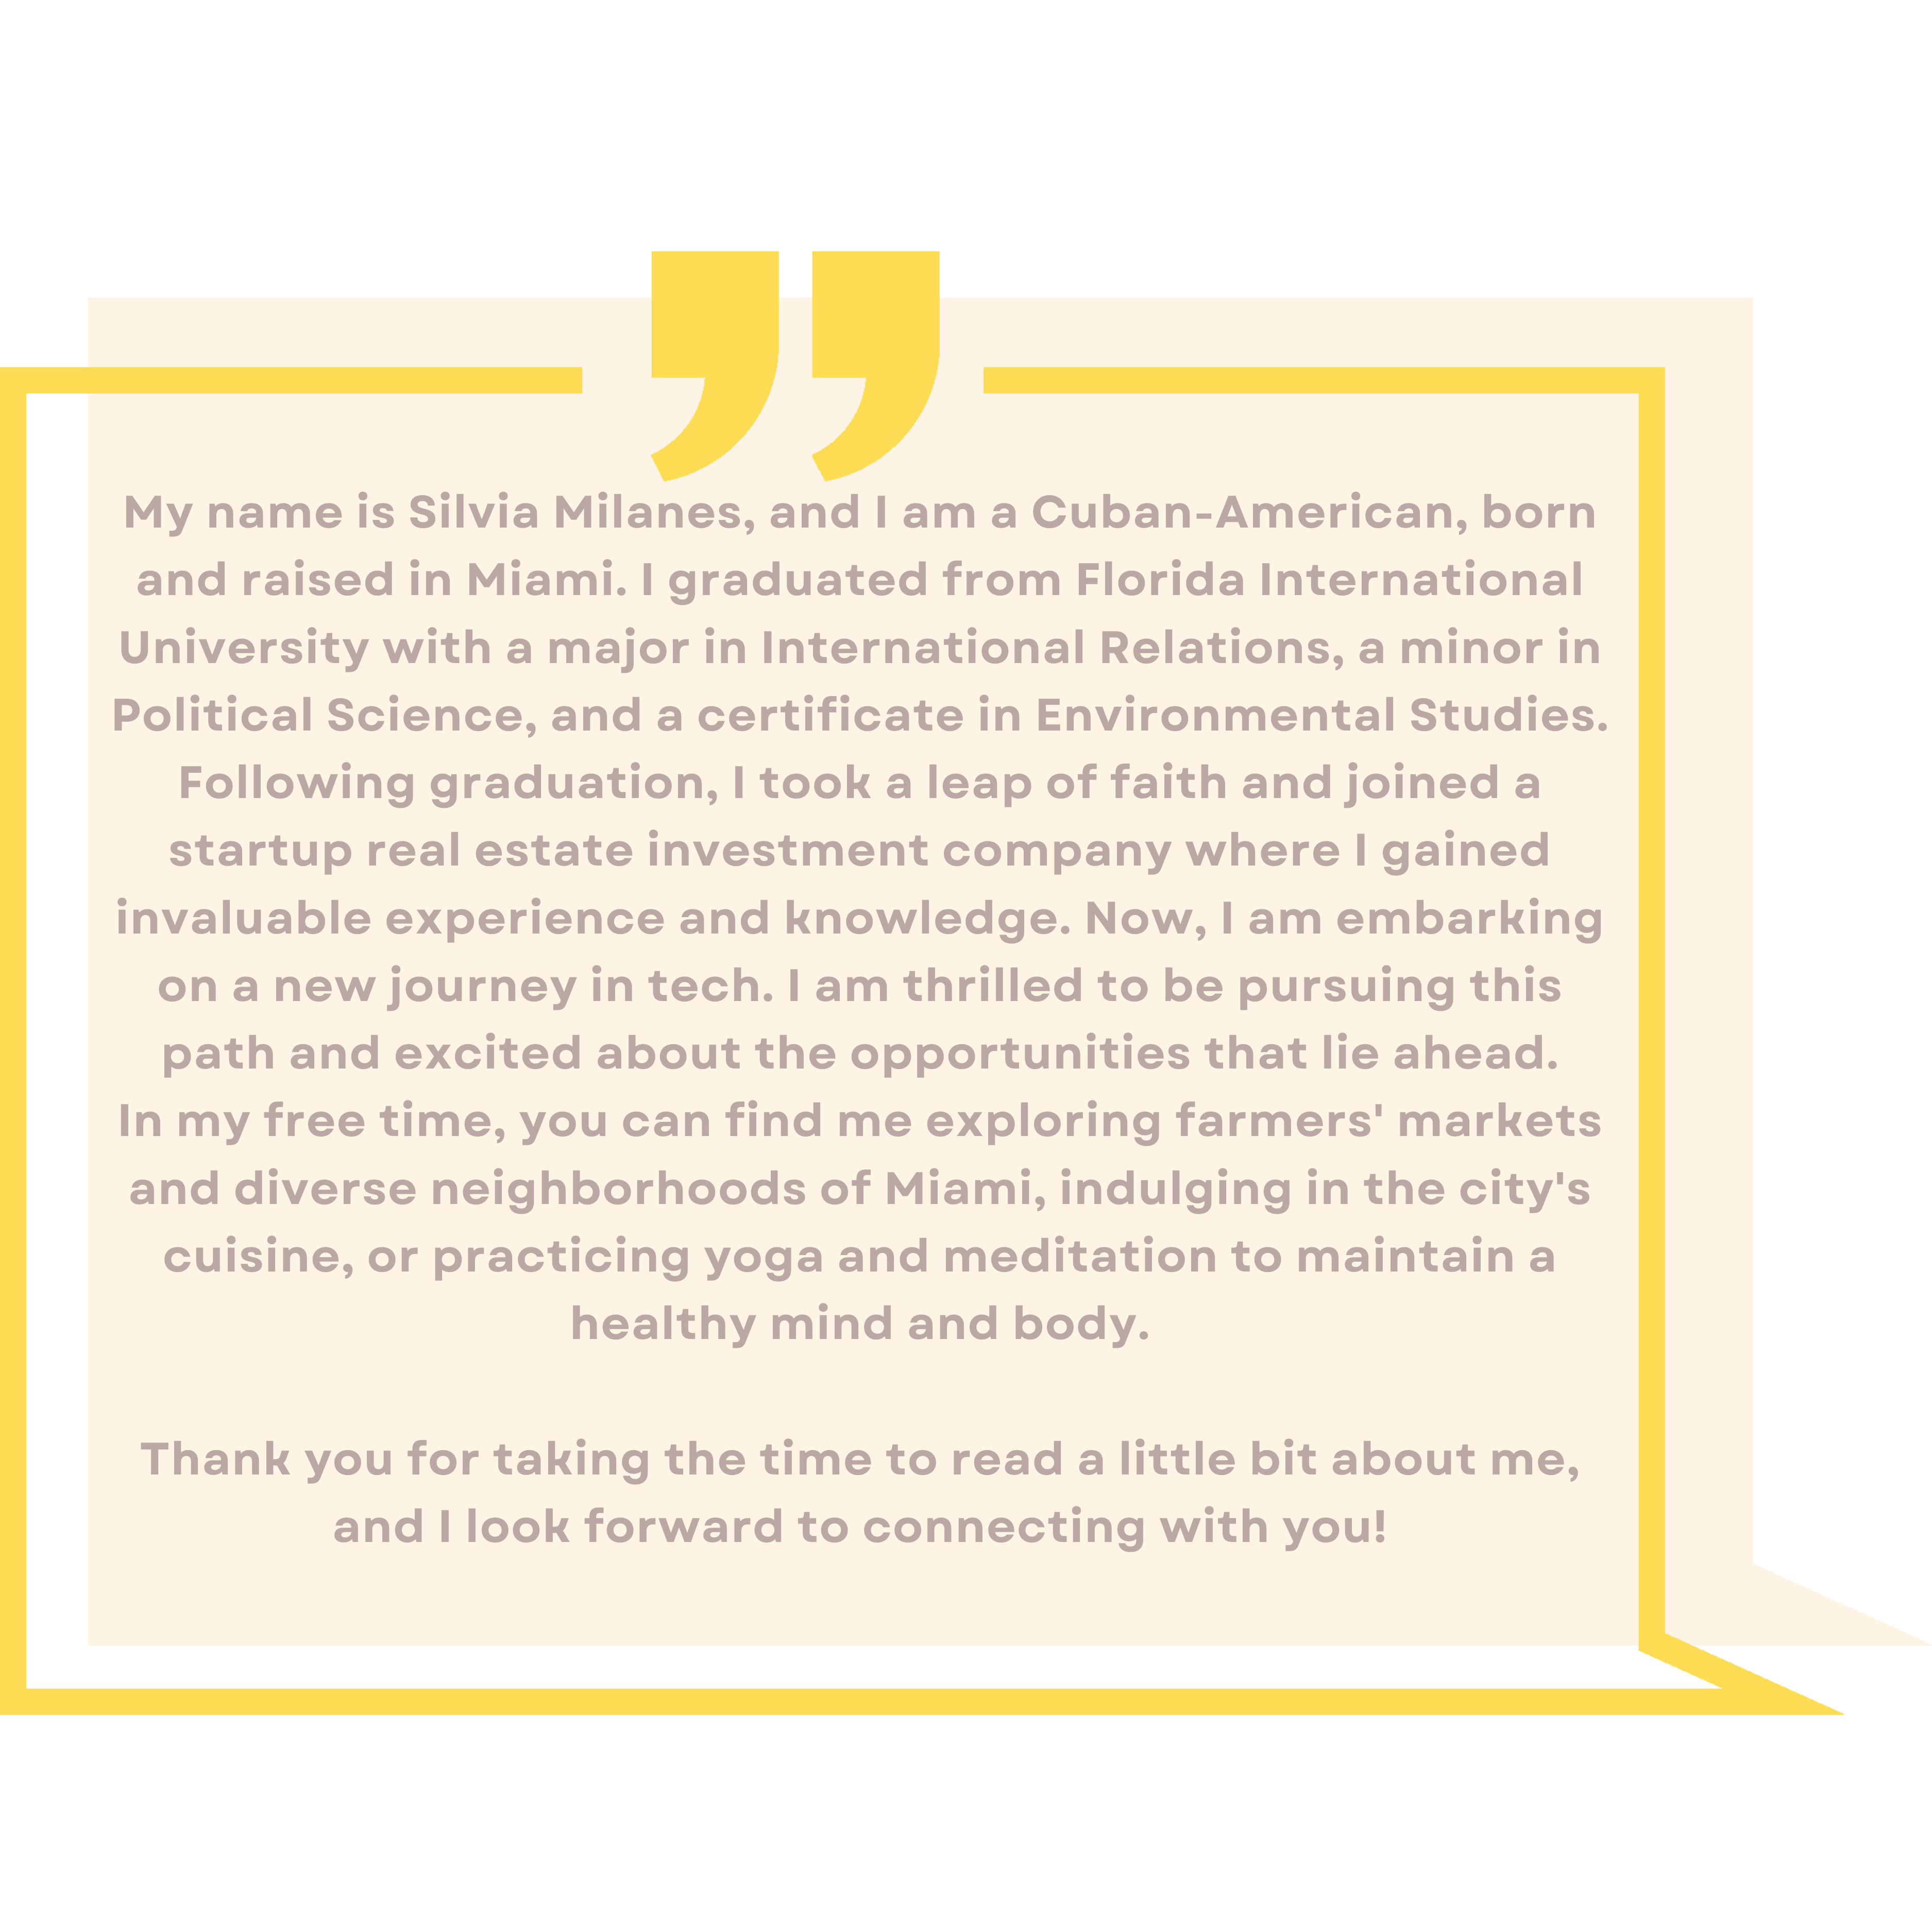 My name is Silvia Milanes, and I am a Cuban-American, born
and raised in Miami. I graduated from Florida International
University with a major in International Relations, a minor in
Political Science, and a certificate in Environmental Studies.
Following graduation, I took a leap of faith and joined a
startup real estate investment company where I gained
invaluable experience and knowledge. Now, I am embarking
on a new journey in tech. I am thrilled to be pursuing this
path and excited about the opportunities that lie ahead.
In my free time, you can find me exploring farmers' markets
and diverse neighborhoods of Miami, indulging in the city's
cuisine, or practicing yoga and meditation to maintain a
healthy mind and body.
Thank you for taking the time to read a little bit about me,
and I look forward to connecting with you!